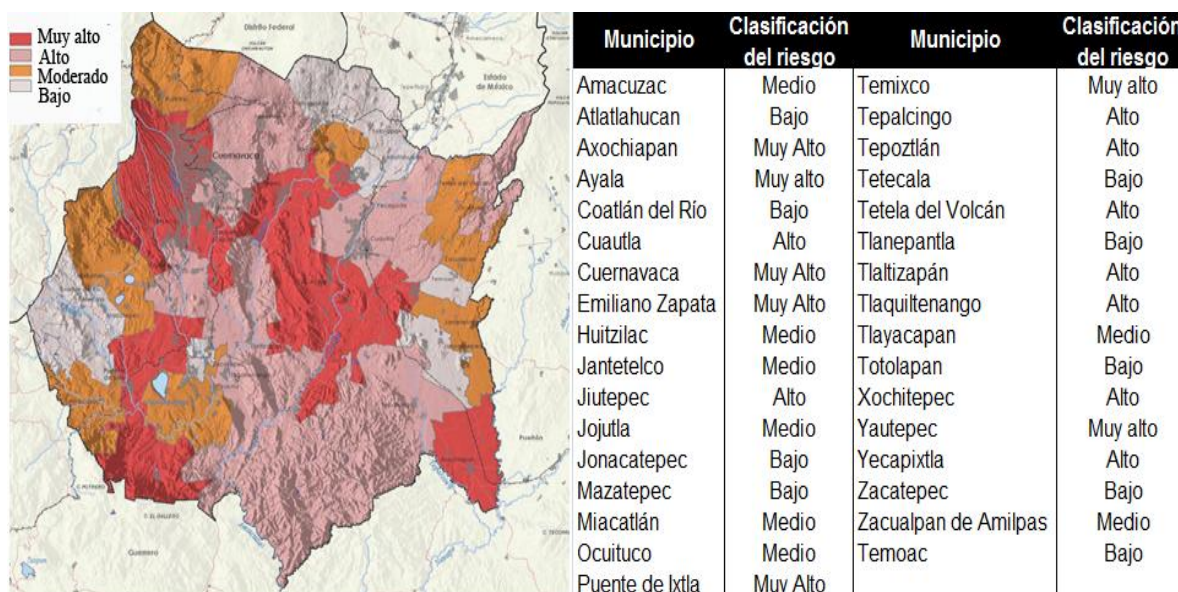 Muy alto
Alto
Moderado
Bajo
Distrito Federal
Estado
de México
Cuernavaca
Puebla
Guerrero
Municipio Clasificación del riesgo Municipio Clasificación del riesgo
Amacuzac Medio Temixco Muy alto
Atlatlahucan Bajo Tepalcingo Alto
Axochiapan Muy Alto Tepoztlán Alto
Ayala Muy alto Tetecala Bajo
Coatlán del Río Bajo Tetela del Volcán Alto
Cuautla Alto Tlanepantla Bajo
Cuernavaca Muy Alto Tlaltizapán Alto
Emiliano Zapata Muy Alto Tlaquiltenango Alto
Huitzilac Medio Tlayacapan Medio
Jantetelco Medio Totolapan Bajo
Jiutepec Alto Xochitepec Alto
Jojutla Medio Yautepec Muy alto
Jonacatepec Bajo Yecapixtla Alto
Mazatepec Bajo Zacatepec Bajo
Miacatlán Medio Zacualpan de Amilpas Medio
Ocuituco Medio Temoac Bajo
Puente de Ixtla Muy Alto